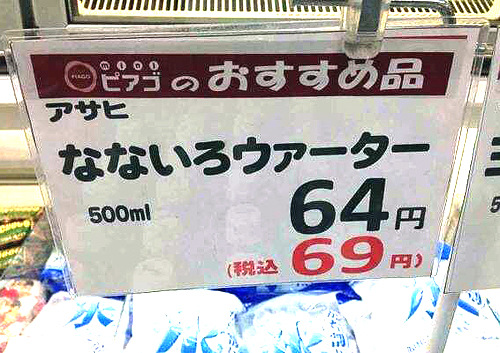 PIAGO mini ピアゴのおすすめ品
アサヒ
なないろウァーター
500ml 64円
(税込 69円)